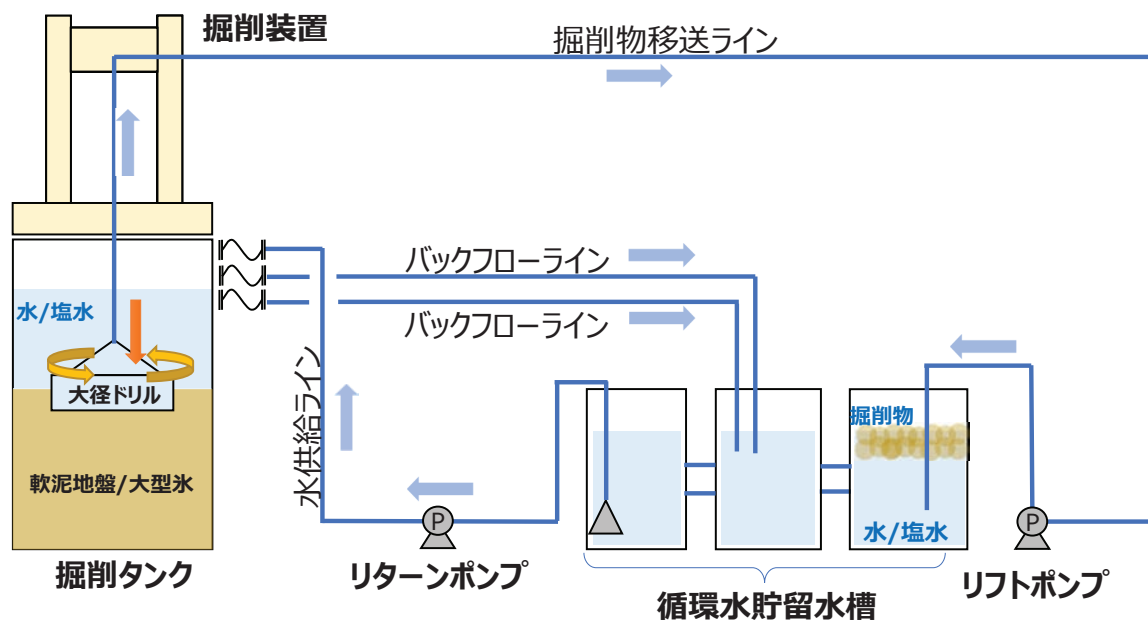 掘削装置
掘削物移送ライン
バックフローライン
バックフローライン
水/塩水
大径ドリル
軟泥地盤/大型氷
掘削タンク
水供給ライン
P
リターンポンプ
掘削物
水/塩水
循環水貯留水槽
P
リフトポンプ